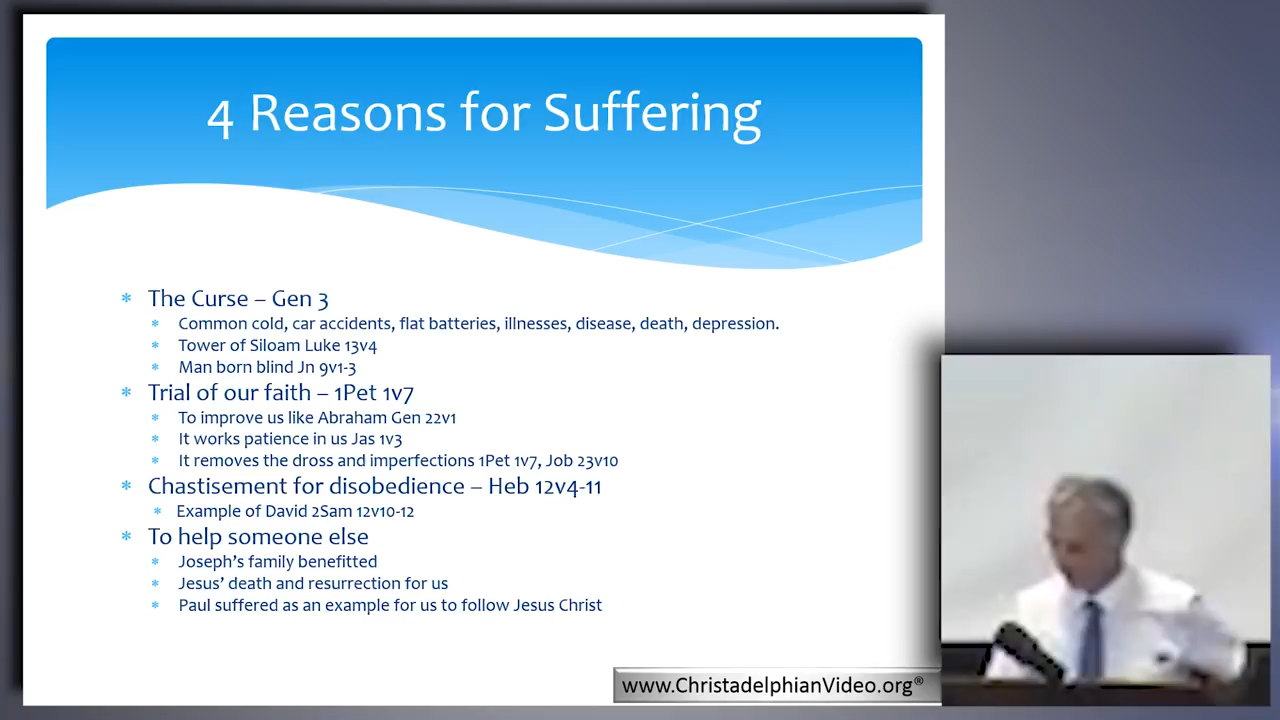 4 Reasons for Suffering
* The Curse – Gen 3
* Common cold, car accidents, flat batteries, illnesses, disease, death, depression.
* Tower of Siloam Luke 13v4
* Man born blind Jn 9v1-3
* Trial of our faith – 1Pet 1v7
* To improve us like Abraham Gen 22v1
* It works patience in us Jas 1v3
* It removes the dross and imperfections 1Pet 1v7, Job 23v10
* Chastisement for disobedience – Heb 12v4-11
* Example of David 2Sam 12v10-12
* To help someone else
* Joseph's family benefitted
* Jesus' death and resurrection for us
* Paul suffered as an example for us to follow Jesus Christ
www.ChristadelphianVideo.org®